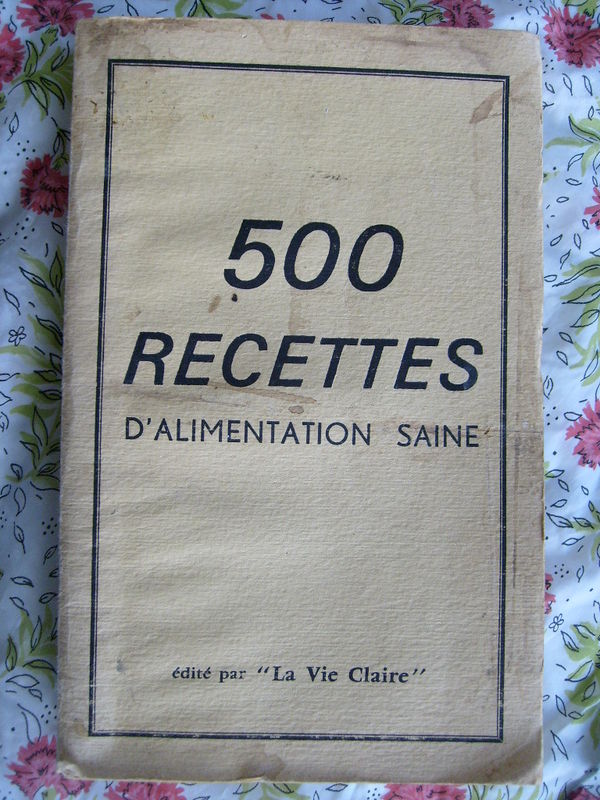 500
RECETTES
D'ALIMENTATION SAINE
édité par "La Vie Claire"